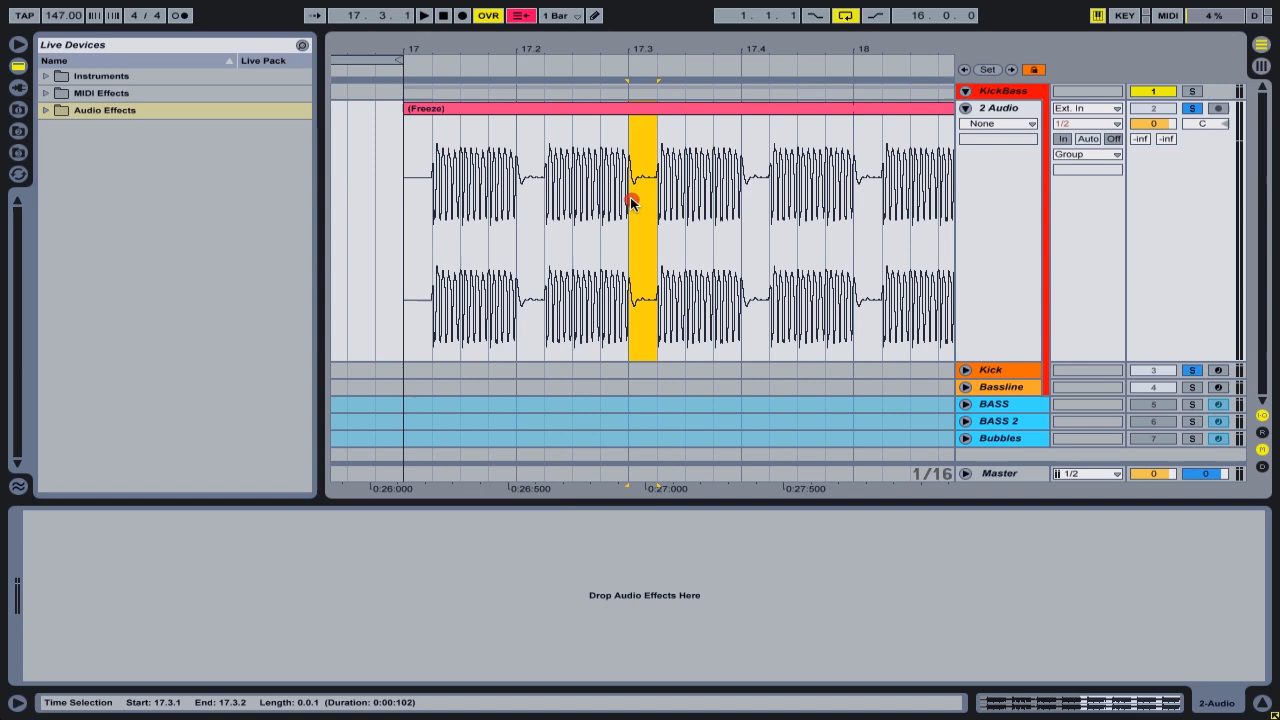 TAP 147.00 4 / 4 17 . 3 . 1 OVR 1 Bar 1 . 1 . 1 16 . 0 . 0 KEY MIDI 4 % D
Live Devices
Name Live Pack
Instruments
MIDI Effects
Audio Effects
17 17.2 17.3 17.4 18
Set
(Freeze)
KickBass 1 S
2 Audio Ext. In 2 S
None 1/2 0 C
In Auto Off -inf -inf
Group
Kick 3 S
Bassline 4 S
BASS 5 S
BASS 2 6 S
Bubbles 7 S
1/16 Master 1/2 0 0
0:26:000 0:26:500 0:27:000 0:27:500
R
M
D
Drop Audio Effects Here
Time Selection Start: 17.3.1 End: 17.3.2 Length: 0.0.1 (Duration: 0:00:102)
2-Audio